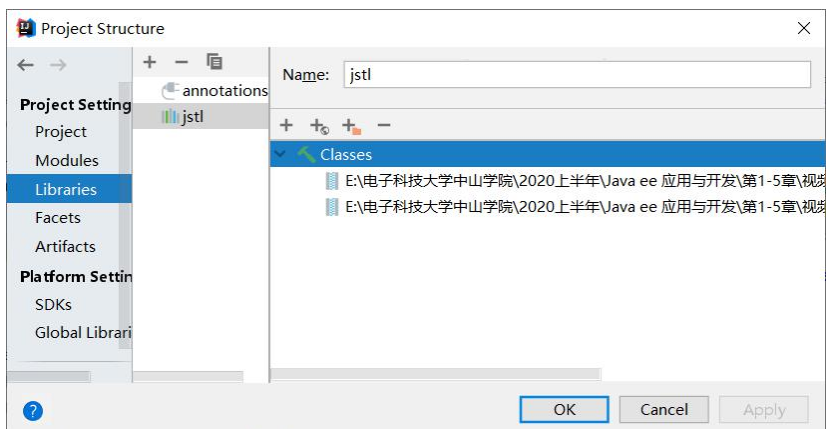 Project Structure
Name: jstl
annotations
jstl
Project Setting
Project
Modules
Libraries
Facets
Artifacts
Platform Settin
SDKs
Global Librari
Classes
E:\电子科技大学中山学院\2020上半年\Java ee 应用与开发\第1-5章\视频
E:\电子科技大学中山学院\2020上半年\Java ee 应用与开发\第1-5章\视频
OK
Cancel
Apply